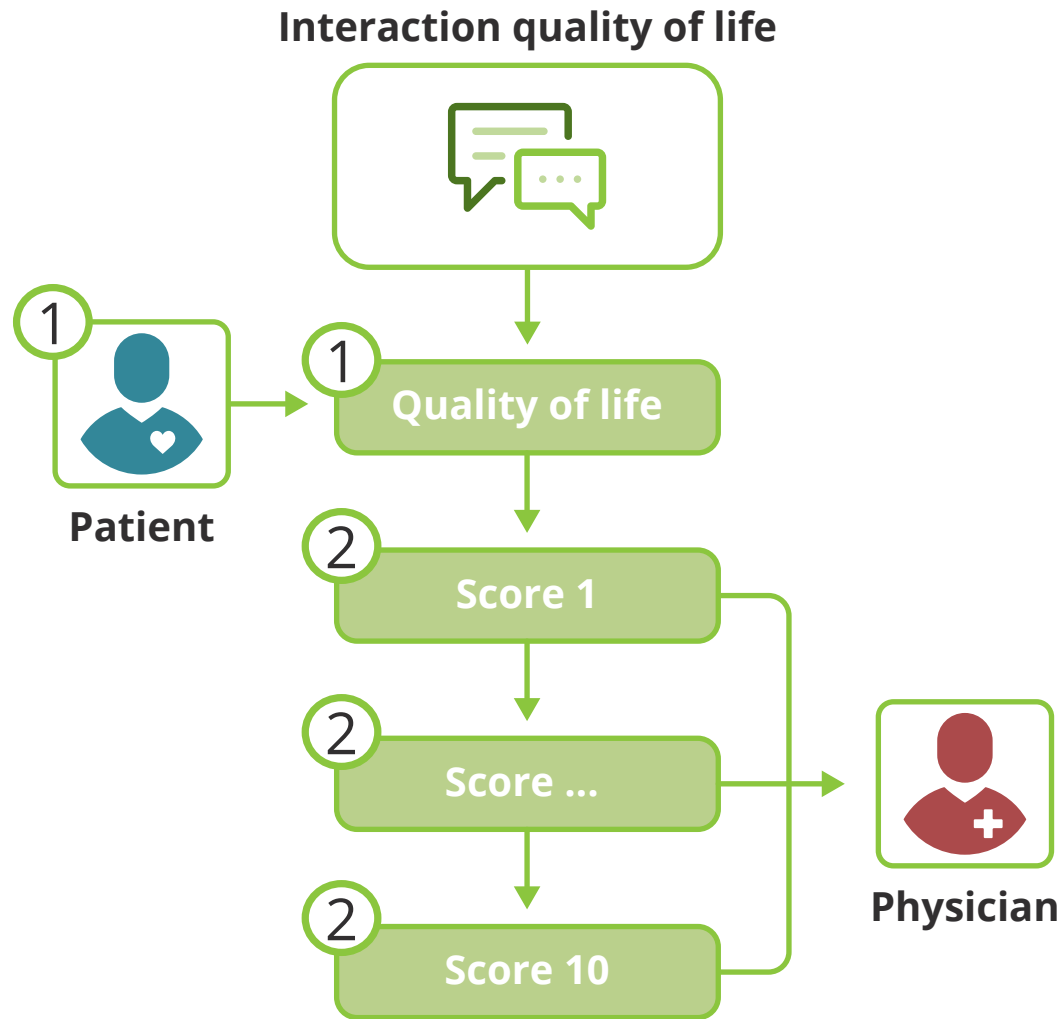 Interaction quality of life
1
Patient
1
Quality of life
2
Score 1
2
Score ...
2
Score 10
Physician